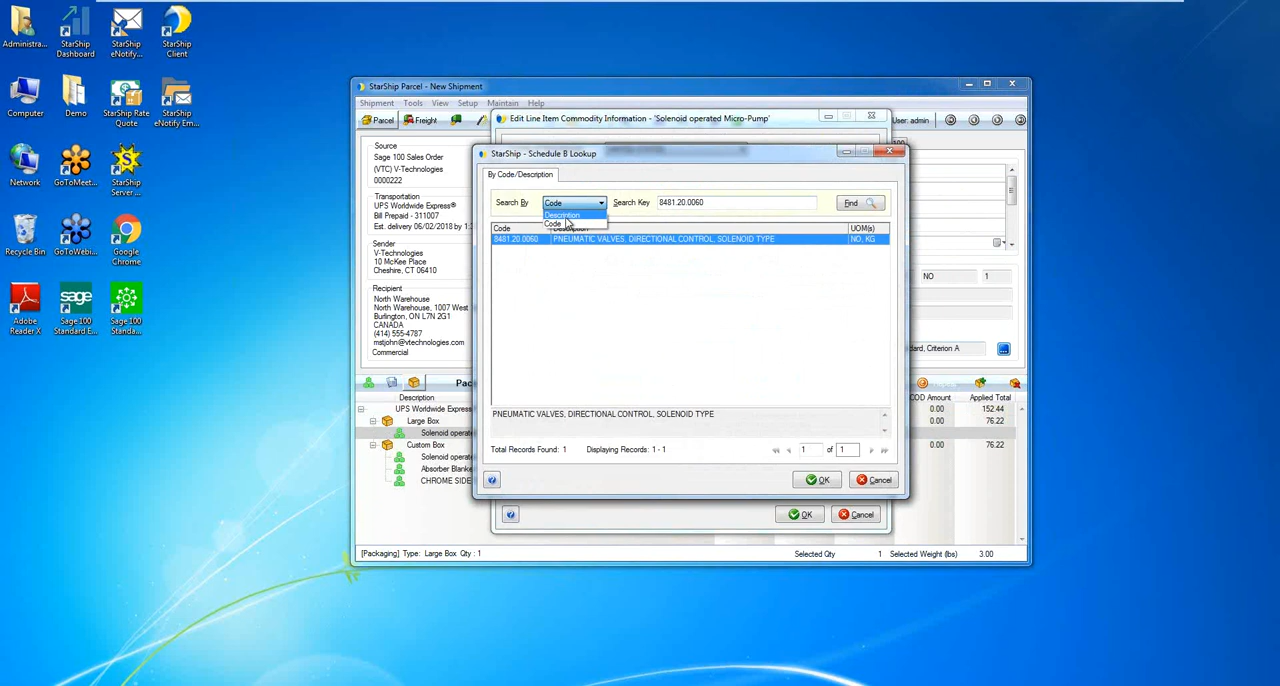 Administra...
StarShip Dashboard
StarShip eNotify...
StarShip Client
Computer
Demo
StarShip Rate Quote
StarShip eNotify Em...
Network
GoToMeet...
StarShip Server...
Recycle Bin
GoToWebi...
Google Chrome
Adobe Reader X
Sage 100 Standard E...
Sage 100 Standa...
StarShip Parcel - New Shipment
Shipment Tools View Setup Maintain Help
Parcel Freight
User: admin
Source
Sage 100 Sales Order
(VTC) V-Technologies
0000222
Transportation
UPS Worldwide Express®
Bill Prepaid - 311007
Est. delivery 06/02/2018 by 1:
Sender
V-Technologies
10 McKee Place
Cheshire, CT 06410
Recipient
North Warehouse
North Warehouse, 1007 West
Burlington, ON L7N 2G1
CANADA
(414) 555-4787
mstjohn@vtechnologies.com
Commercial
Edit Line Item Commodity Information - 'Solenoid operated Micro-Pump'
StarShip - Schedule B Lookup
By Code/Description
Search By Code Search Key 8481.20.0060 Find
Description
Code
Code UOM(s)
8481.20.0060 PNEUMATIC VALVES, DIRECTIONAL CONTROL, SOLENOID TYPE NO, KG
PNEUMATIC VALVES, DIRECTIONAL CONTROL, SOLENOID TYPE
Total Records Found: 1 Displaying Records: 1 - 1 1 of 1
OK Cancel
OK Cancel
NO 1
dard, Criterion A
Pac
Description COD Amount Applied Total
UPS Worldwide Express 0.00 152.44
Large Box 0.00 76.22
Solenoid operate
Custom Box 0.00 76.22
Solenoid operate
Absorber Blanke
CHROME SIDE
[Packaging] Type: Large Box Qty : 1 Selected Qty 1 Selected Weight (lbs) 3.00